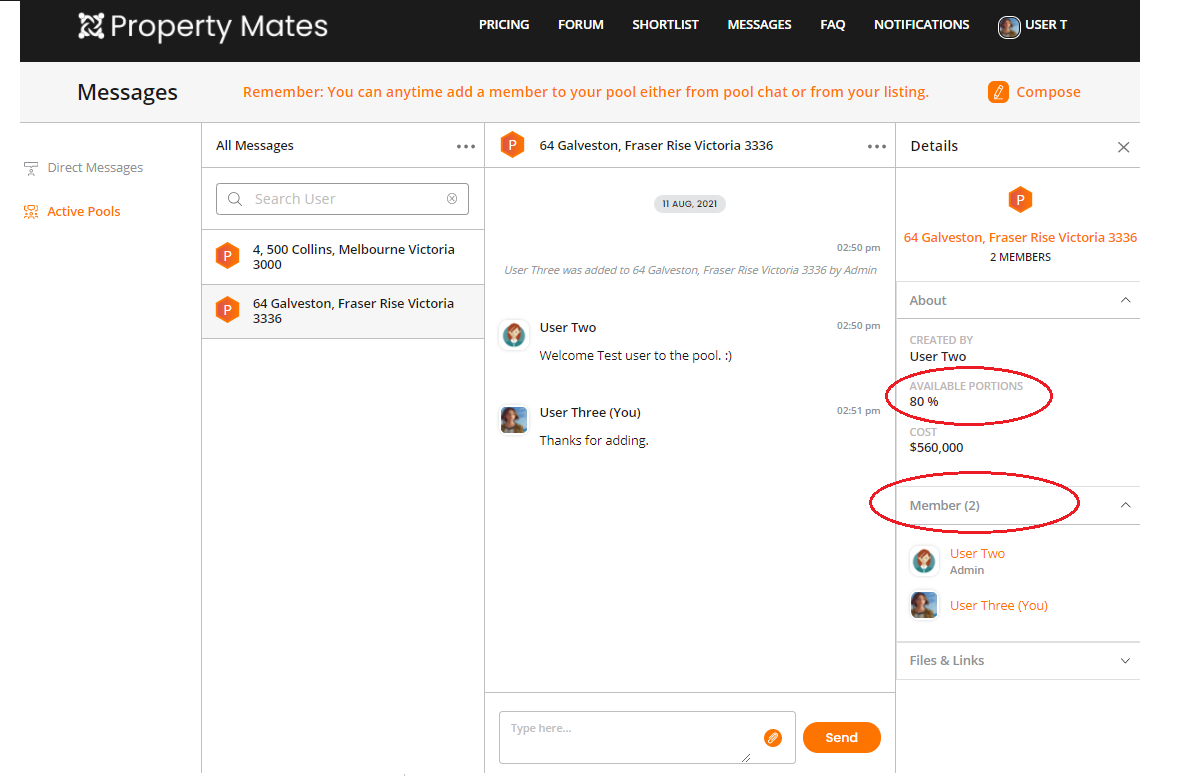 Property Mates
PRICING
FORUM
SHORTLIST
MESSAGES
FAQ
NOTIFICATIONS
USER T
Messages
Remember: You can anytime add a member to your pool either from pool chat or from your listing.
Compose
Direct Messages
Active Pools
All Messages
Search User
P
4, 500 Collins, Melbourne Victoria
3000
P
64 Galveston, Fraser Rise Victoria
3336
P
64 Galveston, Fraser Rise Victoria 3336
11 AUG, 2021
02:50 pm
User Three was added to 64 Galveston, Fraser Rise Victoria 3336 by Admin
User Two
02:50 pm
Welcome Test user to the pool. :)
User Three (You)
02:51 pm
Thanks for adding.
Type here...
Send
Details
P
64 Galveston, Fraser Rise Victoria 3336
2 MEMBERS
About
CREATED BY
User Two
AVAILABLE PORTIONS
80 %
COST
$560,000
Member (2)
User Two
Admin
User Three (You)
Files & Links